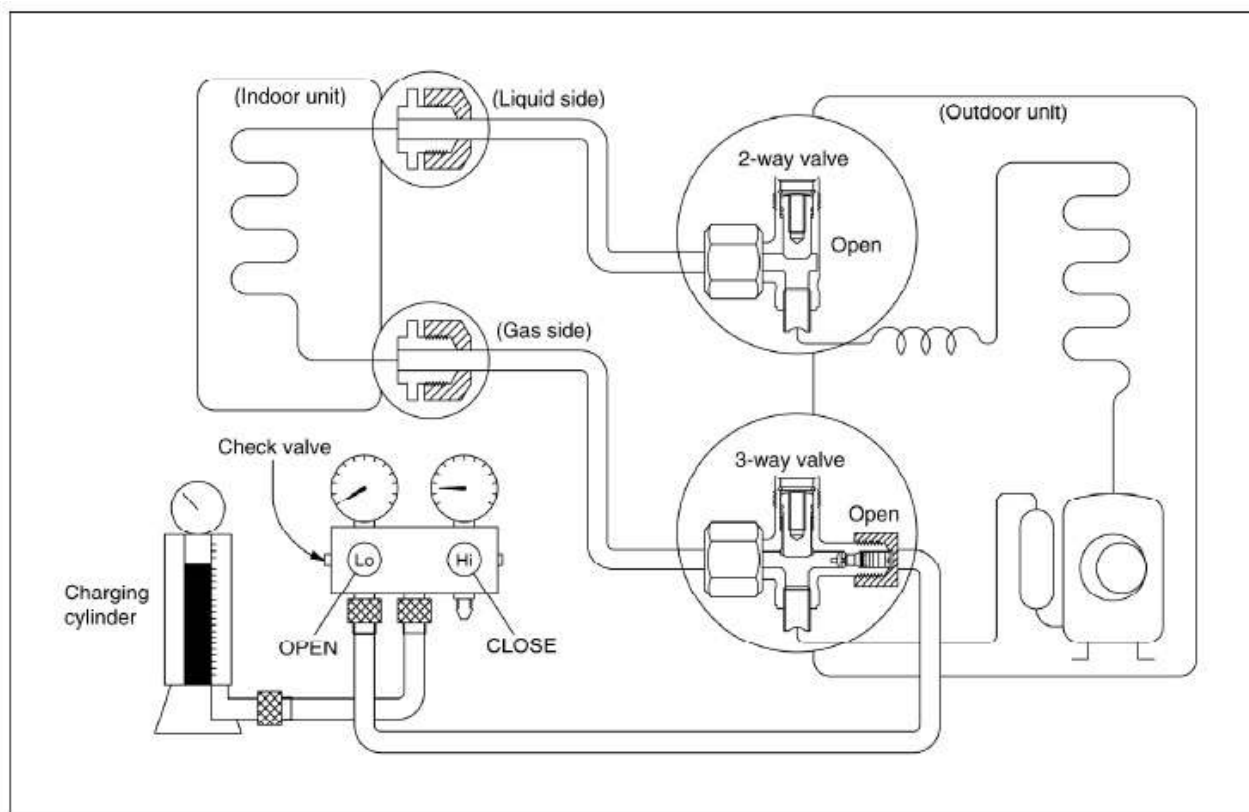 (Indoor unit)
(Liquid side)
(Outdoor unit)
2-way valve
Open
(Gas side)
Check valve
3-way valve
Open
Lo
Hi
Charging
cylinder
OPEN
CLOSE